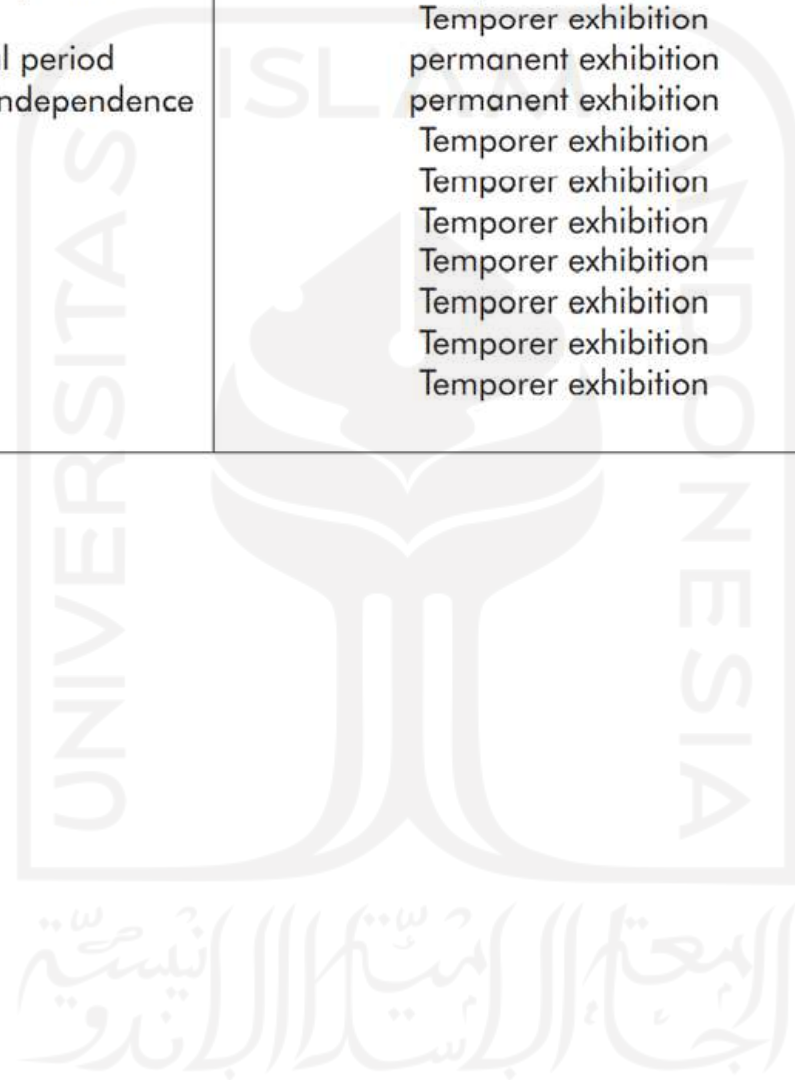 Temporer exhibition
l period permanent exhibition
ndependence permanent exhibition
Temporer exhibition
Temporer exhibition
Temporer exhibition
Temporer exhibition
Temporer exhibition
Temporer exhibition
Temporer exhibition
ISLAM
UNIVERSITAS
INDONESIA